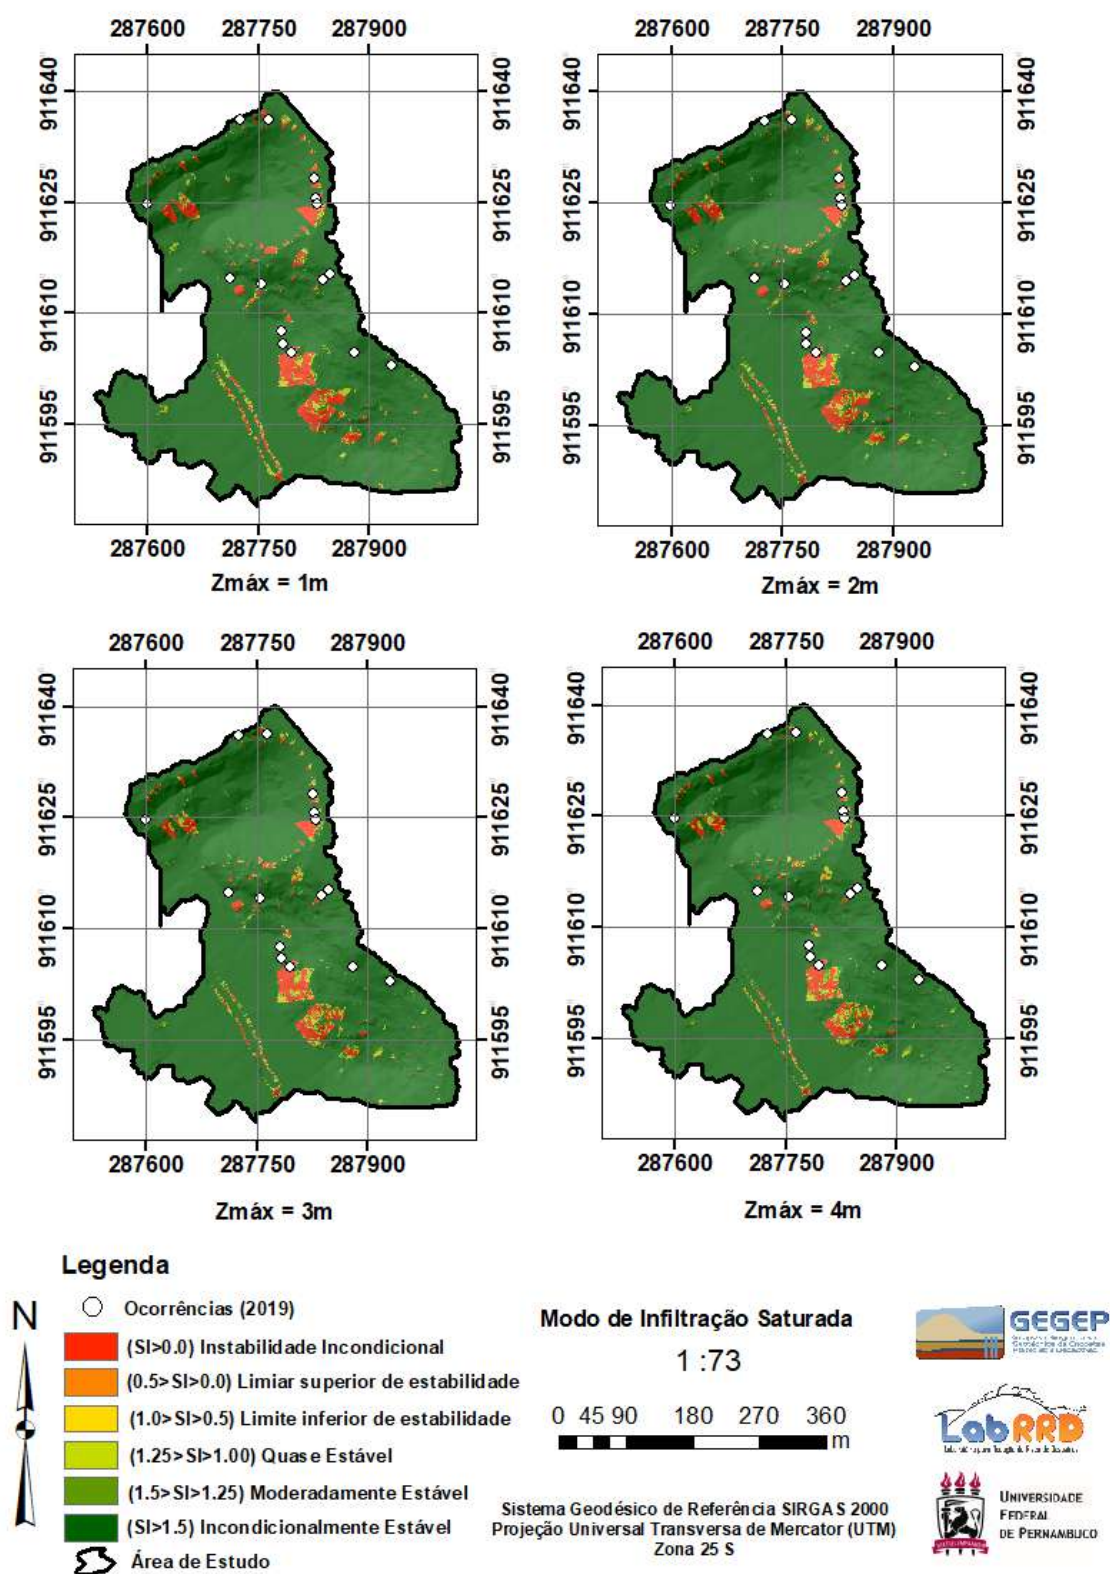 287600 287750 287900
287600 287750 287900
911640 911625 911610 911595
911640 911625 911610 911595
911640 911625 911610 911595
911640 911625 911610 911595
287600 287750 287900
287600 287750 287900
Zmáx = 1m
Zmáx = 2m
287600 287750 287900
287600 287750 287900
911640 911625 911610 911595
911640 911625 911610 911595
911640 911625 911610 911595
911640 911625 911610 911595
287600 287750 287900
287600 287750 287900
Zmáx = 3m
Zmáx = 4m
Legenda
N
Ocorrências (2019)
(SI>0.0) Instabilidade Incondicional
(0.5>SI>0.0) Limiar superior de estabilidade
(1.0>SI>0.5) Limite inferior de estabilidade
(1.25>SI>1.00) Quase Estável
(1.5>SI>1.25) Moderadamente Estável
(SI>1.5) Incondicionalmente Estável
Área de Estudo
Modo de Infiltração Saturada
1 :73
0 45 90 180 270 360
m
Sistema Geodésico de Referência SIRGAS 2000
Projeção Universal Transversa de Mercator (UTM)
Zona 25 S
GEGEP
LabRRD
UNIVERSIDADE
FEDERAL
DE PERNAMBUCO